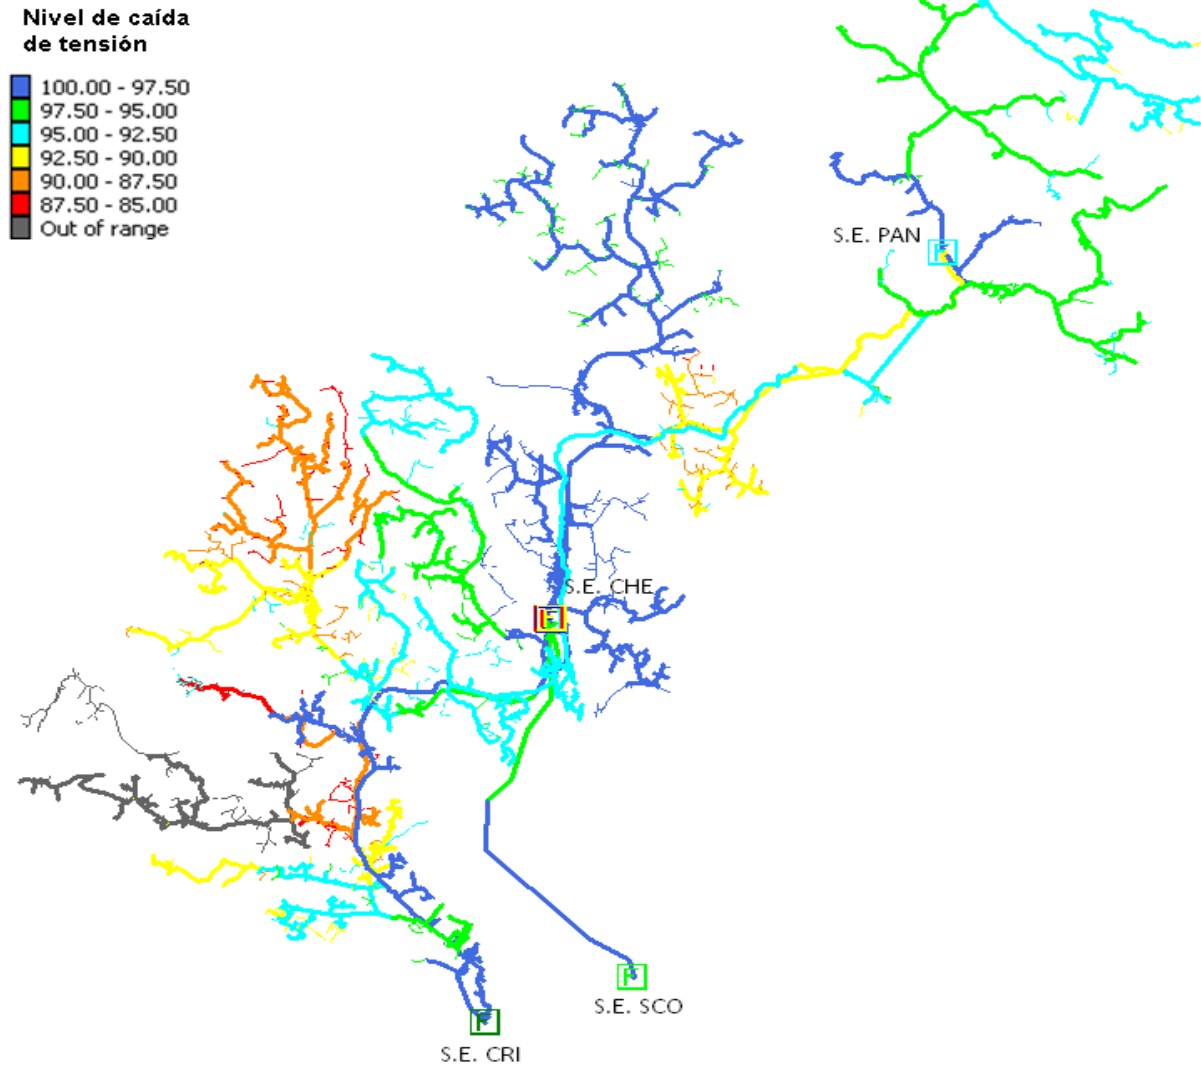 Nivel de caída
de tensión
100.00 - 97.50
97.50 - 95.00
95.00 - 92.50
92.50 - 90.00
90.00 - 87.50
87.50 - 85.00
Out of range
S.E. PAN
S.E. CHE
S.E. SCO
S.E. CRI